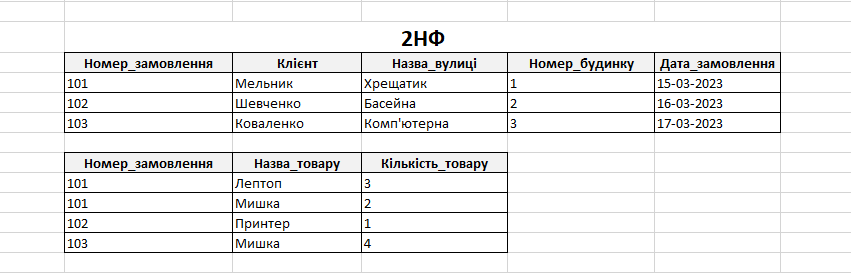 2НФ
Номер_замовлення Клієнт Назва_вулиці Номер_будинку Дата_замовлення
101 Мельник Хрещатик 1 15-03-2023
102 Шевченко Басейна 2 16-03-2023
103 Коваленко Комп'ютерна 3 17-03-2023
Номер_замовлення Назва_товару Кількість_товару
101 Лептоп 3
101 Мишка 2
102 Принтер 1
103 Мишка 4